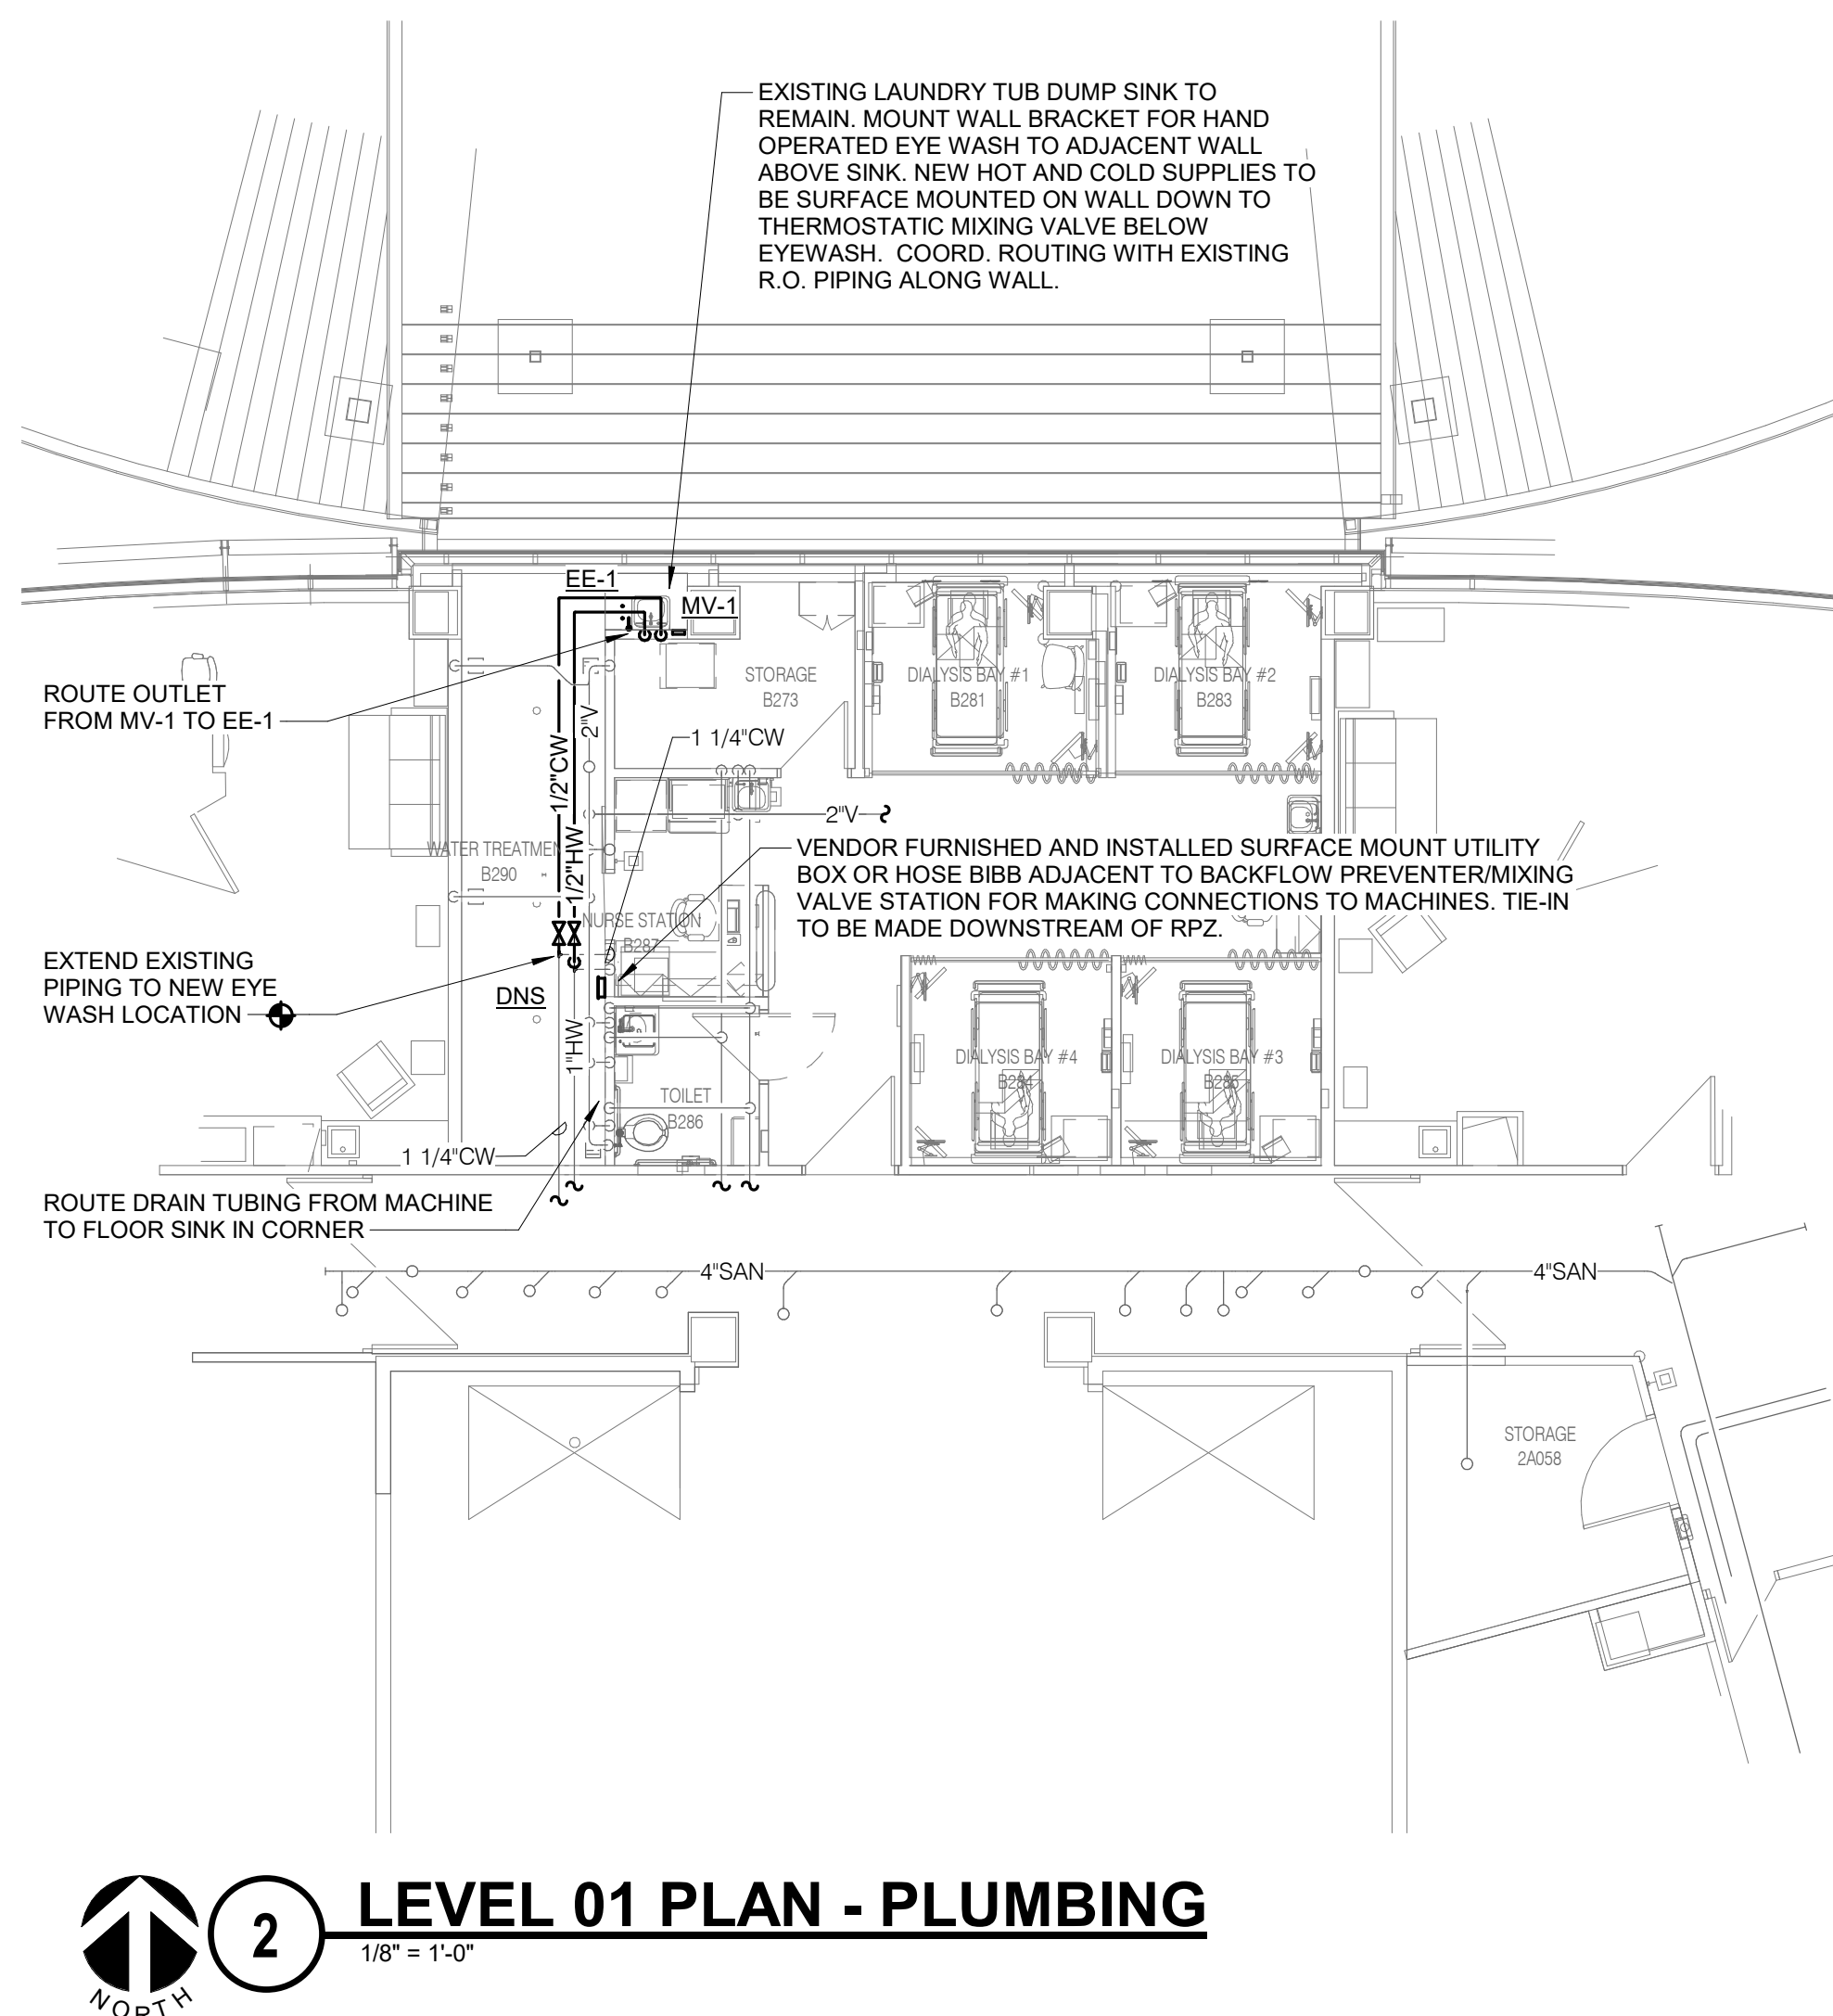 EXISTING LAUNDRY TUB DUMP SINK TO
REMAIN. MOUNT WALL BRACKET FOR HAND
OPERATED EYE WASH TO ADJACENT WALL
ABOVE SINK. NEW HOT AND COLD SUPPLIES TO
BE SURFACE MOUNTED ON WALL DOWN TO
THERMOSTATIC MIXING VALVE BELOW
EYEWASH. COORD. ROUTING WITH EXISTING
R.O. PIPING ALONG WALL.
EE-1
MV-1
STORAGE
B273
DIALYSIS BAY #1
B281
DIALYSIS BAY #2
B283
ROUTE OUTLET
FROM MV-1 TO EE-1
2"V
1 1/4"CW
1/2"CW
1/2"HW
2"V
WATER TREATMEN
B290
VENDOR FURNISHED AND INSTALLED SURFACE MOUNT UTILITY
BOX OR HOSE BIBB ADJACENT TO BACKFLOW PREVENTER/MIXING
VALVE STATION FOR MAKING CONNECTIONS TO MACHINES. TIE-IN
TO BE MADE DOWNSTREAM OF RPZ.
NURSE STATION
B287
EXTEND EXISTING
PIPING TO NEW EYE
WASH LOCATION
DNS
1"HW
DIALYSIS BAY #4
B284
DIALYSIS BAY #3
B285
TOILET
B286
1 1/4"CW
ROUTE DRAIN TUBING FROM MACHINE
TO FLOOR SINK IN CORNER
4"SAN
4"SAN
STORAGE
2A058
2
LEVEL 01 PLAN - PLUMBING
1/8" = 1'-0"
NORTH